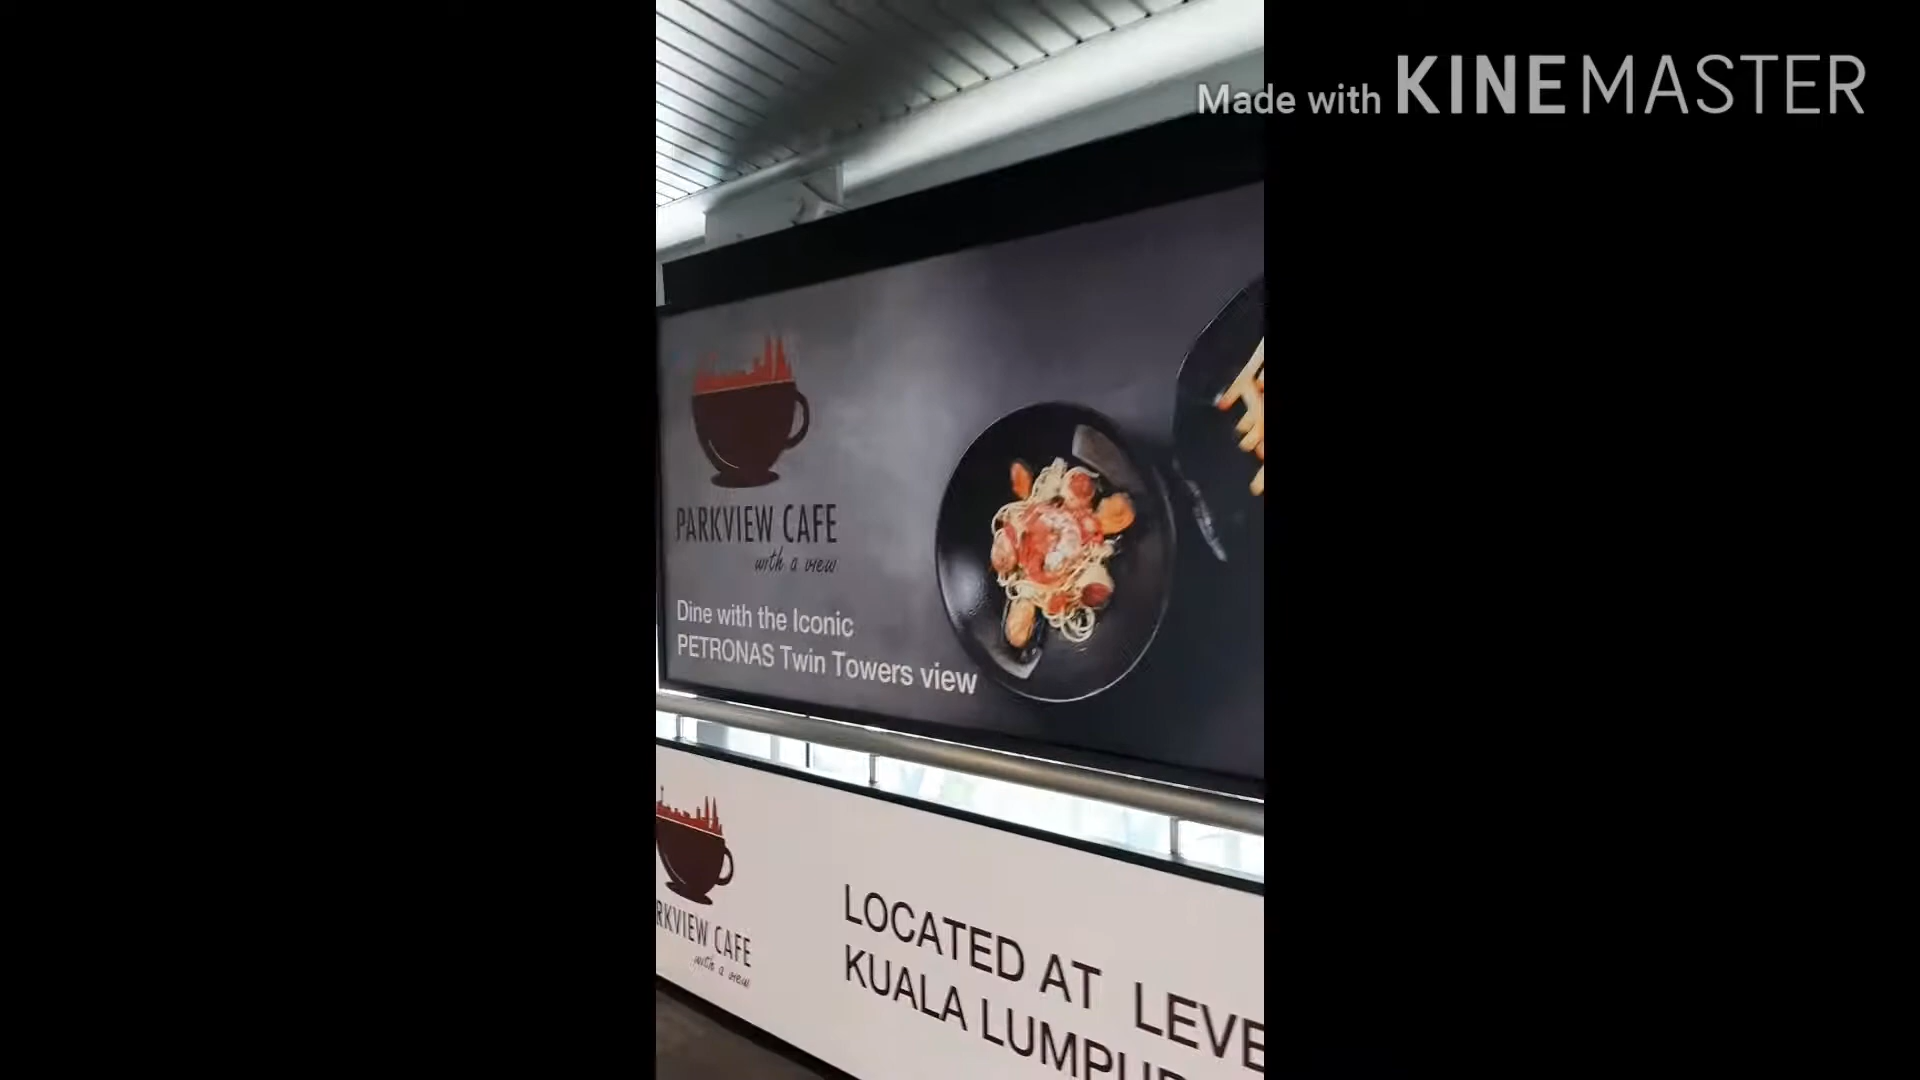 Made with KINEMASTER
PARKVIEW CAFE
with a view
Dine with the Iconic
PETRONAS Twin Towers view
CAFE
with a view
LOCATED AT
KUALA